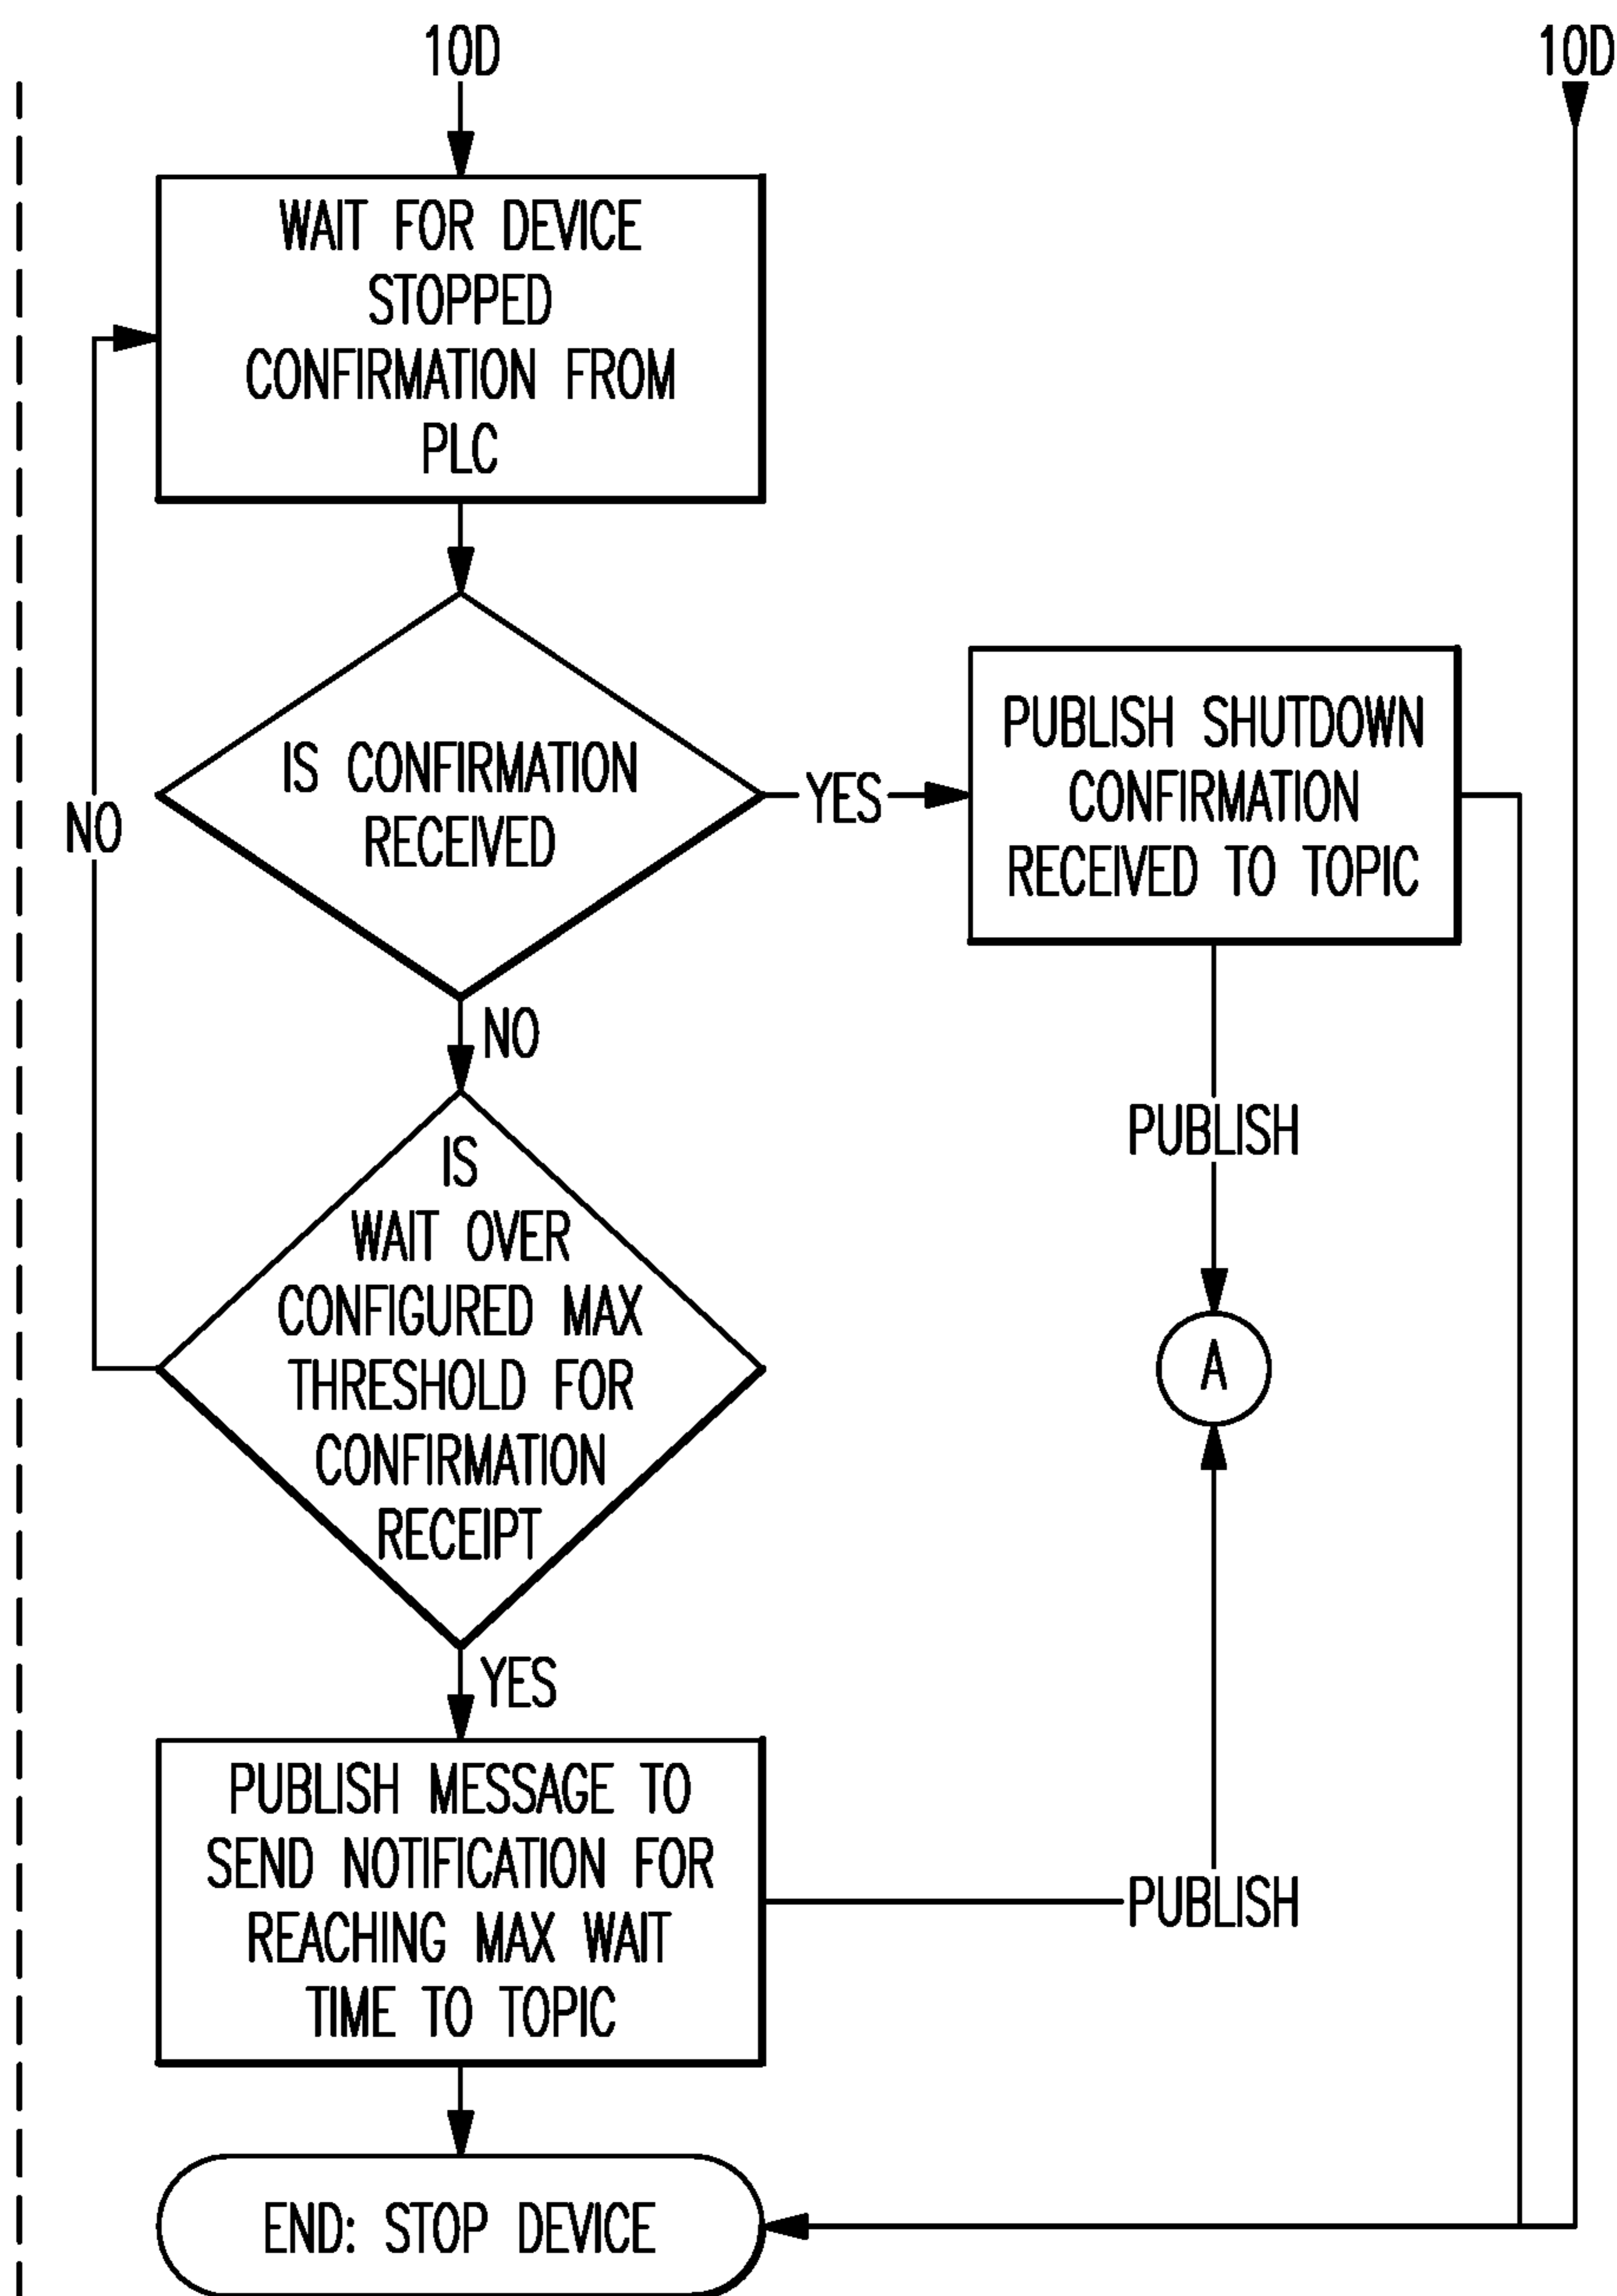 10D
10D
WAIT FOR DEVICE
STOPPED
CONFIRMATION FROM
PLC
IS CONFIRMATION
RECEIVED
YES
PUBLISH SHUTDOWN
CONFIRMATION
RECEIVED TO TOPIC
NO
NO
PUBLISH
IS
WAIT OVER
CONFIGURED MAX
THRESHOLD FOR
CONFIRMATION
RECEIPT
A
YES
PUBLISH MESSAGE TO
SEND NOTIFICATION FOR
REACHING MAX WAIT
TIME TO TOPIC
PUBLISH
END: STOP DEVICE